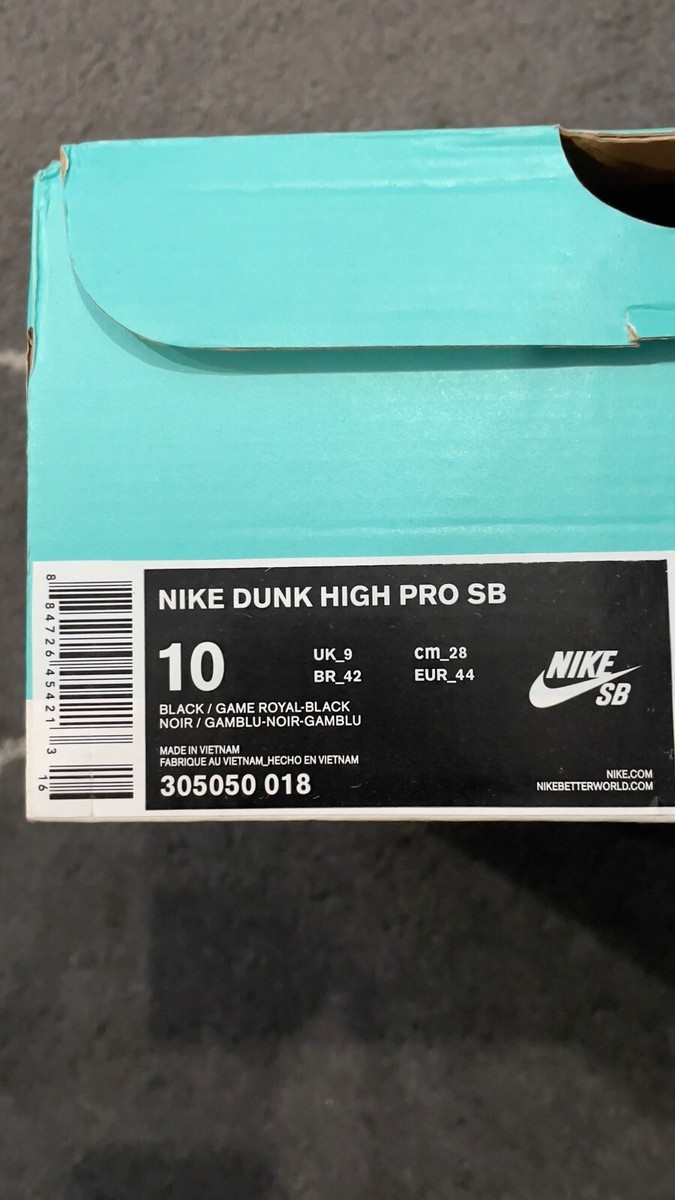 8 84726 45421 3 16
NIKE DUNK HIGH PRO SB
10
UK_9 cm_28
BR_42 EUR_44
NIKE
SB
BLACK / GAME ROYAL-BLACK
NOIR / GAMBLU-NOIR-GAMBLU
MADE IN VIETNAM
FABRIQUE AU VIETNAM_HECHO EN VIETNAM
305050 018
NIKE.COM
NIKEBETTERWORLD.COM